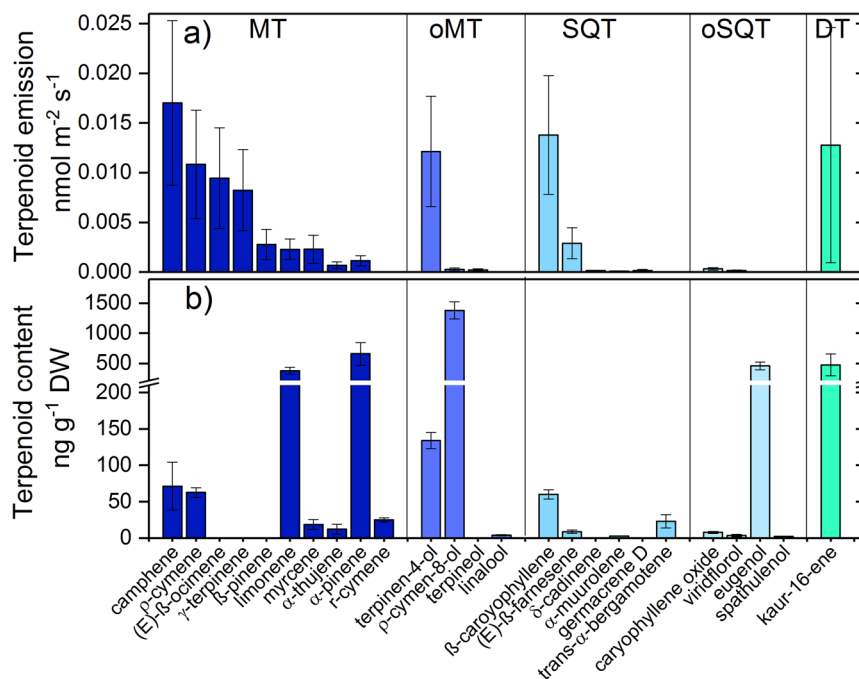 MT oMT SQT oSQT DT
a)
Terpenoid emission
nmol m⁻² s⁻¹
0.025
0.020
0.015
0.010
0.005
0.000
b)
Terpenoid content
ng g⁻¹ DW
1500
1000
500
200
150
100
50
0
camphene
ρ-cymene
(E)-ß-ocimene
γ-terpinene
ß-pinene
limonene
myrcene
α-thujene
α-pinene
r-cymene
terpinen-4-ol
ρ-cymen-8-ol
terpineol
linalool
ß-caroyophyllene
(E)-ß-farnesene
δ-cadinene
α-muurolene
germacrene D
trans-α-bergamotene
caryophyllene oxide
viridflorol
eugenol
spathulenol
kaur-16-ene